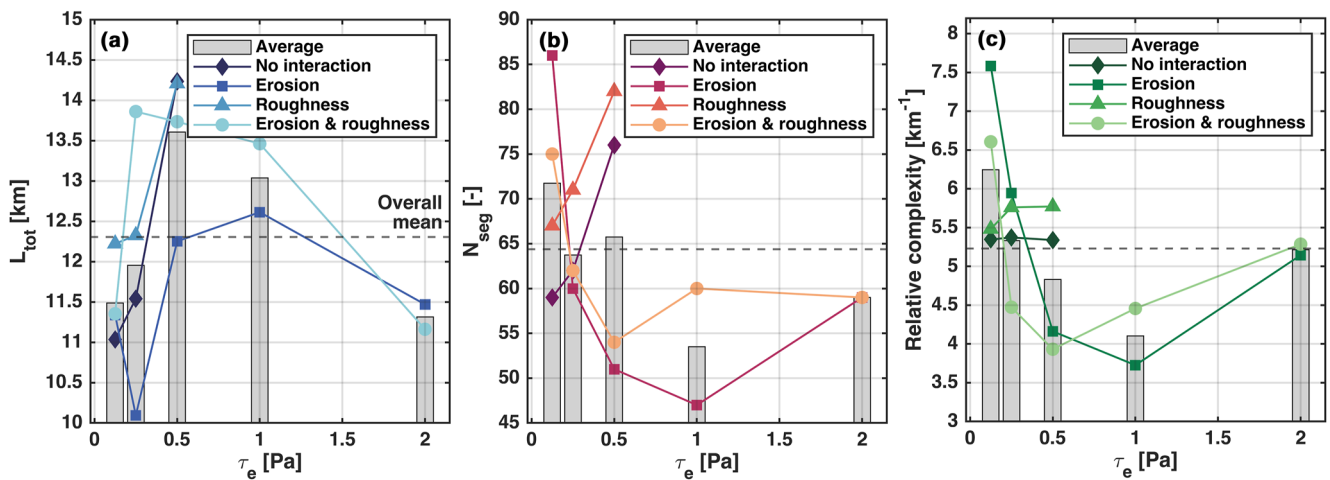 (a)
Average
No interaction
Erosion
Roughness
Erosion & roughness
Overall
mean
15
14.5
14
13.5
13
12.5
12
11.5
11
10.5
10
0
0.5
1
1.5
2
L_tot [km]
τ_e [Pa]
(b)
Average
No interaction
Erosion
Roughness
Erosion & roughness
90
85
80
75
70
65
60
55
50
45
0
0.5
1
1.5
2
N_seg [-]
τ_e [Pa]
(c)
Average
No interaction
Erosion
Roughness
Erosion & roughness
8
7.5
7
6.5
6
5.5
5
4.5
4
3.5
3
0
0.5
1
1.5
2
Relative complexity [km⁻¹]
τ_e [Pa]